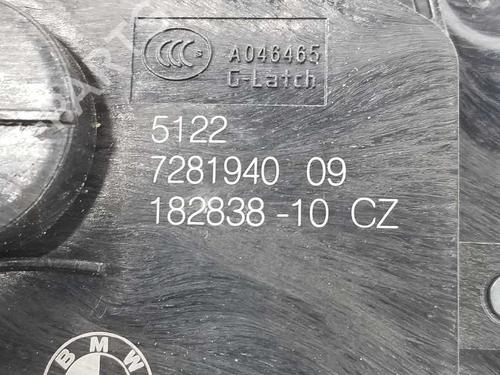 CCC S
A046465
G-Latch
5122
7281940 09
182838-10 CZ
BMW